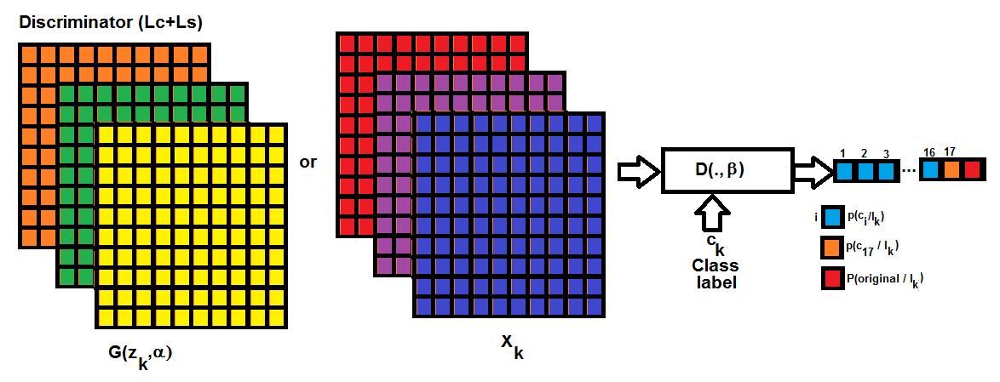 Discriminator (Lc+Ls)
or
D(., β)
1 2 3 ... 16 17
i p(ci/Ik)
p(c17 / Ik)
P(original / Ik)
ck
Class
label
G(zk,α)
Xk